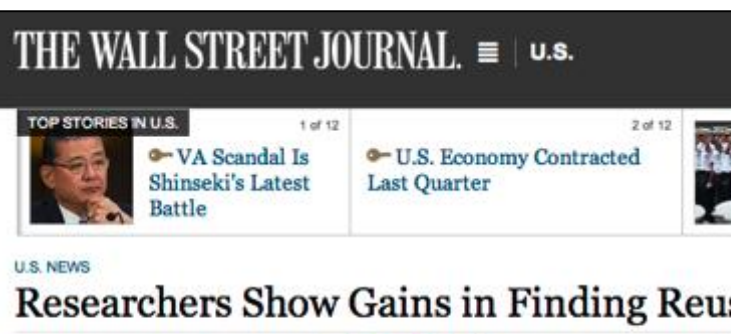 THE WALL STREET JOURNAL. U.S.
TOP STORIES IN U.S.
1 of 12
VA Scandal Is
Shinseki's Latest
Battle
2 of 12
U.S. Economy Contracted
Last Quarter
U.S. NEWS
Researchers Show Gains in Finding Reus